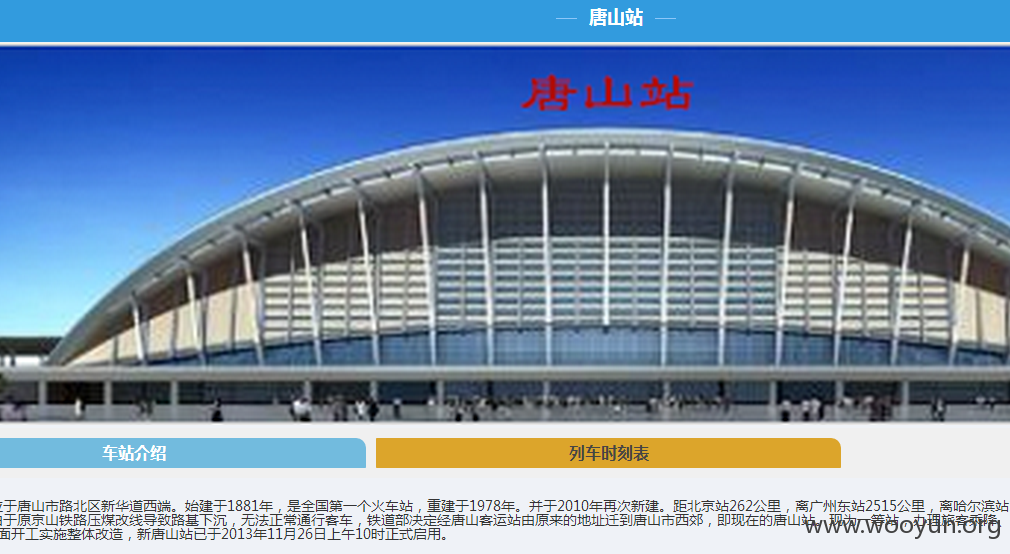 唐山站
唐山站
车站介绍
列车时刻表
位于唐山市路北区新华道西端。始建于1881年，是全国第一个火车站，重建于1978年。并于2010年再次新建。距北京站262公里，离广州东站2515公里，离哈尔滨站
由于原京山铁路压煤改线导致路基下沉，无法正常通行客车，铁道部决定经唐山客运站由原来的地址迁到唐山市西郊，即现在的唐山站。现为一等站，办理旅客乘降
面开工实施整体改造，新唐山站已于2013年11月26日上午10时正式启用。
www.wooyun.org